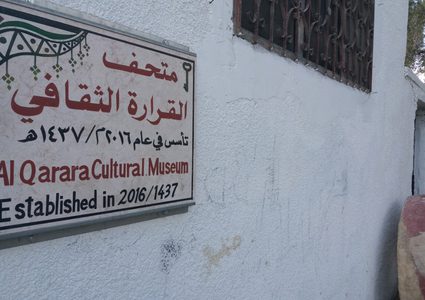 متحف
القرارة الثقافي
تأسس في عام ٢٠١٦/١٤٣٧هـ
Al Qarara Cultural Museum
Established in 2016/1437